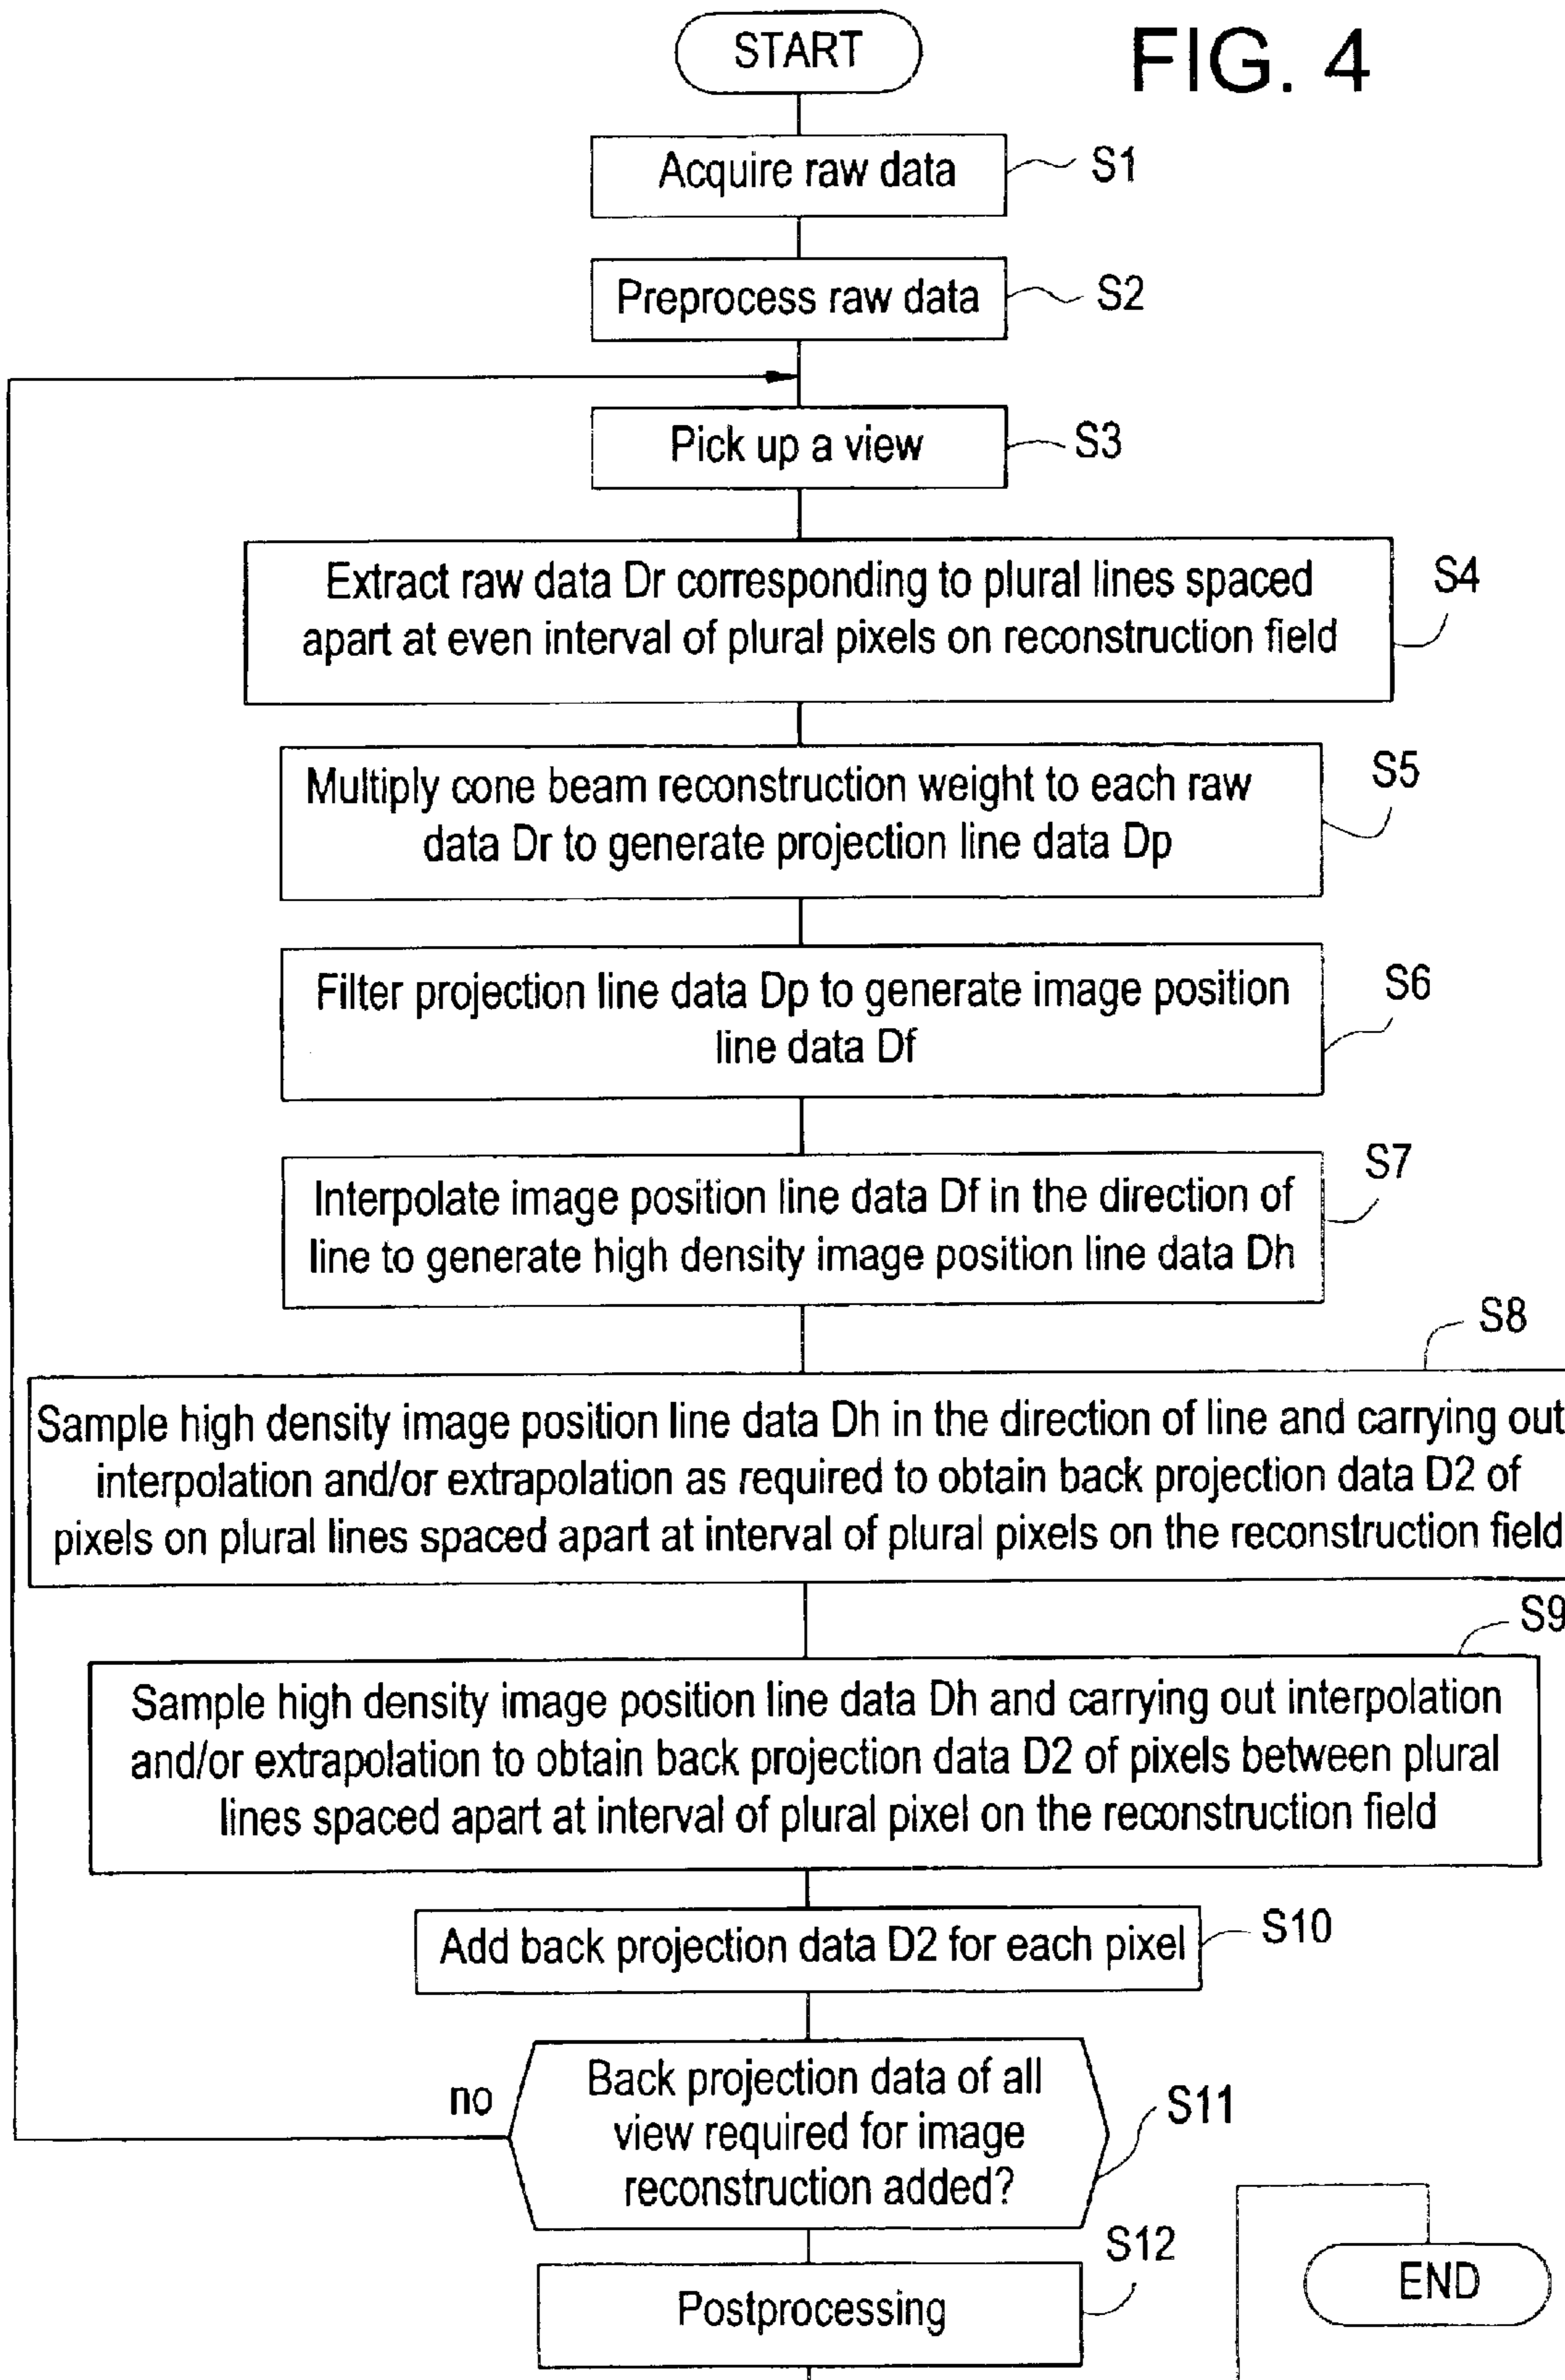 START
FIG. 4
Acquire raw data
S1
Preprocess raw data
S2
Pick up a view
S3
Extract raw data Dr corresponding to plural lines spaced
apart at even interval of plural pixels on reconstruction field
S4
Multiply cone beam reconstruction weight to each raw
data Dr to generate projection line data Dp
S5
Filter projection line data Dp to generate image position
line data Df
S6
Interpolate image position line data Df in the direction of
line to generate high density image position line data Dh
S7
S8
Sample high density image position line data Dh in the direction of line and carrying out
interpolation and/or extrapolation as required to obtain back projection data D2 of
pixels on plural lines spaced apart at interval of plural pixels on the reconstruction field
S9
Sample high density image position line data Dh and carrying out interpolation
and/or extrapolation to obtain back projection data D2 of pixels between plural
lines spaced apart at interval of plural pixel on the reconstruction field
Add back projection data D2 for each pixel
S10
no
Back projection data of all
view required for image
reconstruction added?
S11
S12
Postprocessing
END